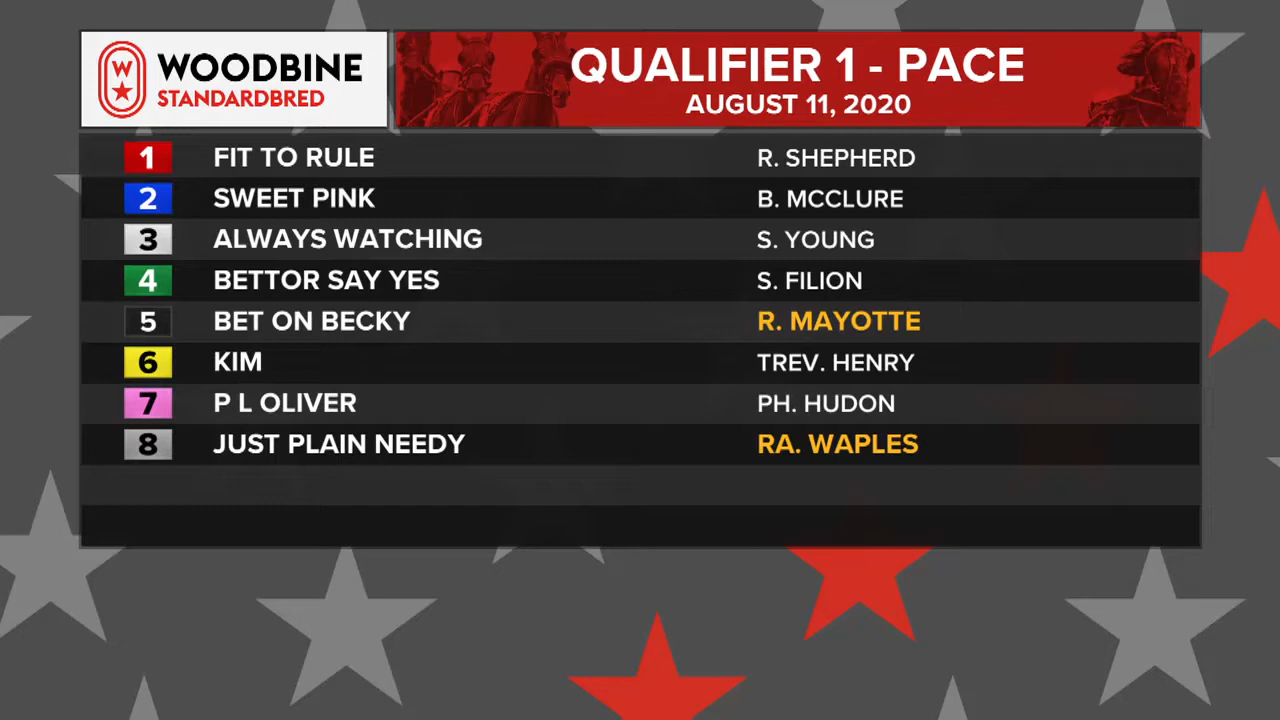 W
WOODBINE
STANDARDBRED
QUALIFIER 1 - PACE
AUGUST 11, 2020
1 FIT TO RULE R. SHEPHERD
2 SWEET PINK B. MCCLURE
3 ALWAYS WATCHING S. YOUNG
4 BETTOR SAY YES S. FILION
5 BET ON BECKY R. MAYOTTE
6 KIM TREV. HENRY
7 P L OLIVER PH. HUDON
8 JUST PLAIN NEEDY RA. WAPLES